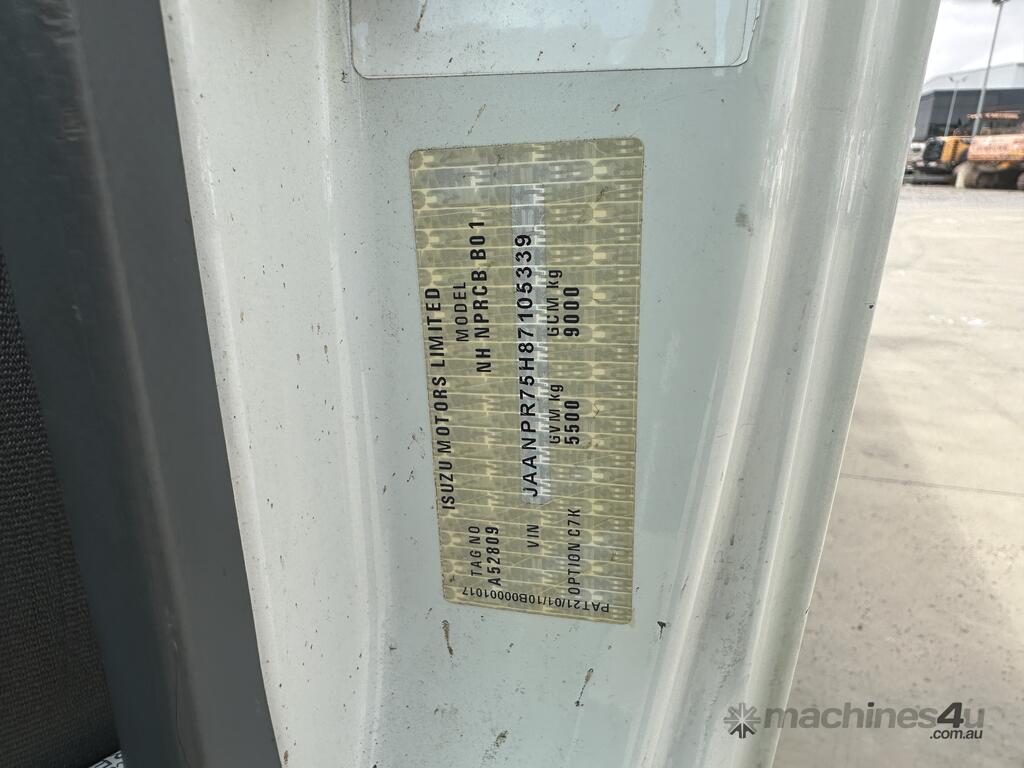 ISUZU MOTORS LIMITED
TAG NO MODEL
A52809 NH NPRCB B01
VIN JAANPR75H87105339
GVM kg GCM kg
OPTION C7K 5500 9000
PAT21/01/10B00001017
machines4u
.com.au